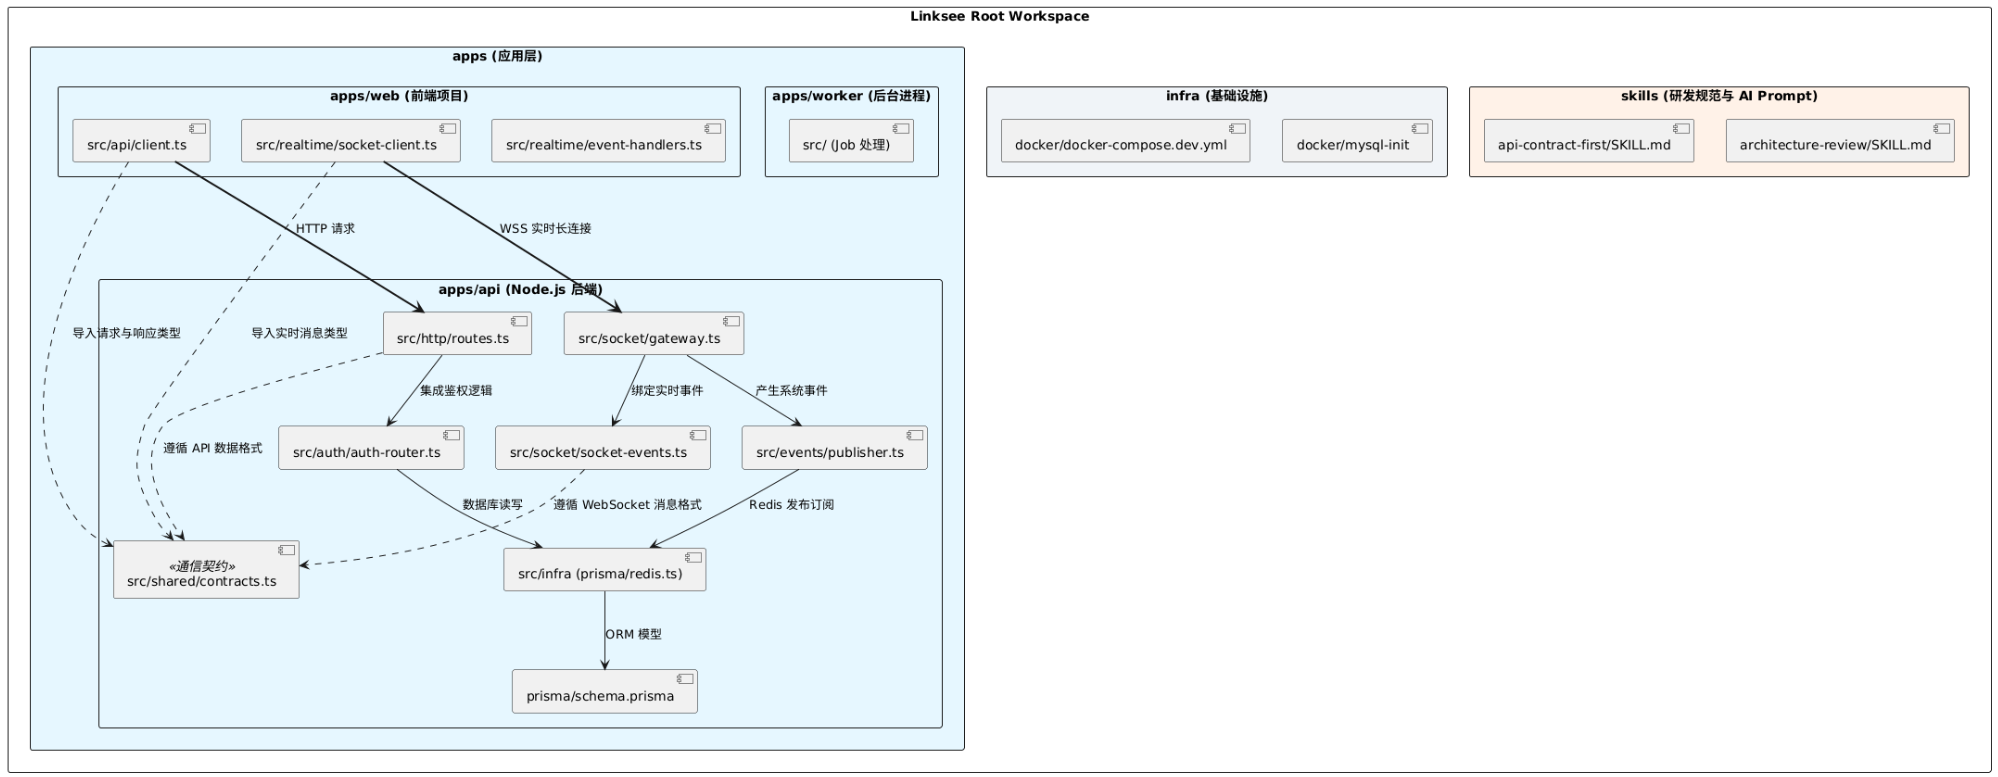 Linksee Root Workspace
apps (应用层)
apps/web (前端项目)
src/api/client.ts
src/realtime/socket-client.ts
src/realtime/event-handlers.ts
apps/worker (后台进程)
src/ (Job 处理)
infra (基础设施)
docker/docker-compose.dev.yml
docker/mysql-init
skills (研发规范与 AI Prompt)
api-contract-first/SKILL.md
architecture-review/SKILL.md
HTTP 请求
WSS 实时长连接
apps/api (Node.js 后端)
导入请求与响应类型
导入实时消息类型
src/http/routes.ts
src/socket/gateway.ts
集成鉴权逻辑
绑定实时事件
产生系统事件
遵循 API 数据格式
src/auth/auth-router.ts
src/socket/socket-events.ts
src/events/publisher.ts
数据库读写
遵循 WebSocket 消息格式
Redis 发布订阅
«通信契约»
src/shared/contracts.ts
src/infra (prisma/redis.ts)
ORM 模型
prisma/schema.prisma